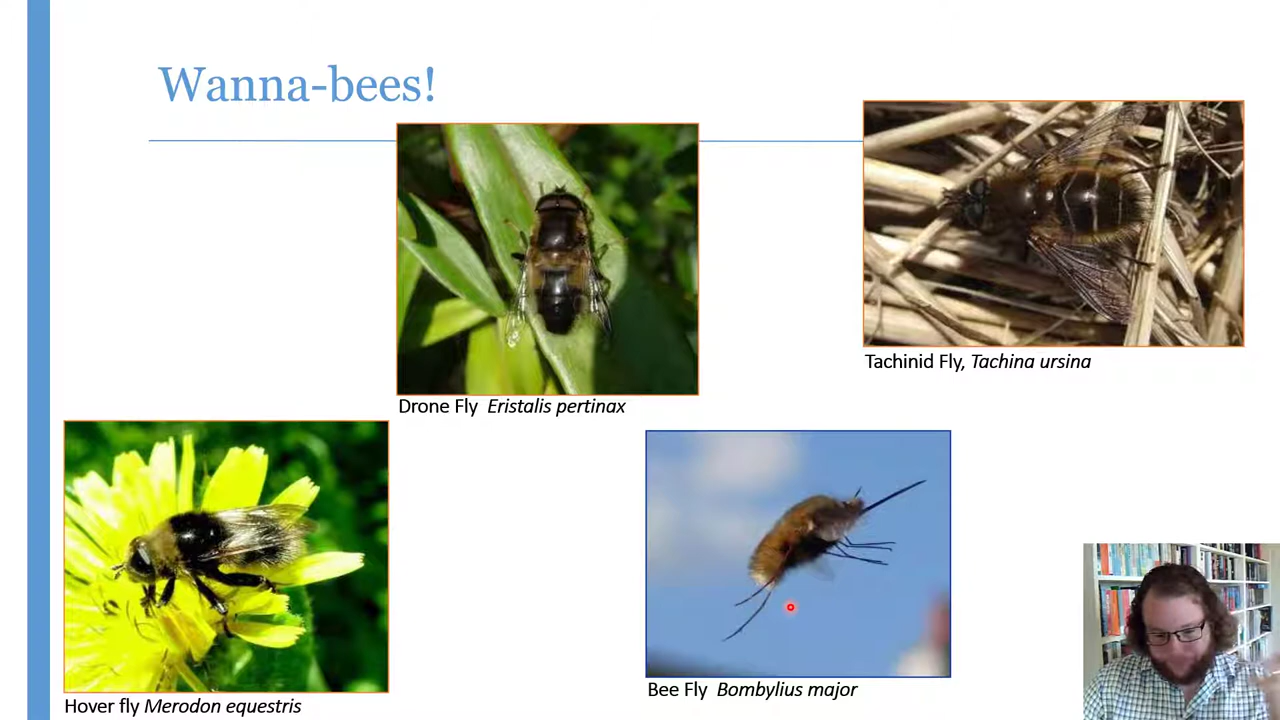 Wanna-bees!
Tachinid Fly, Tachina ursina
Drone Fly Eristalis pertinax
Bee Fly Bombylius major
Hover fly Merodon equestris